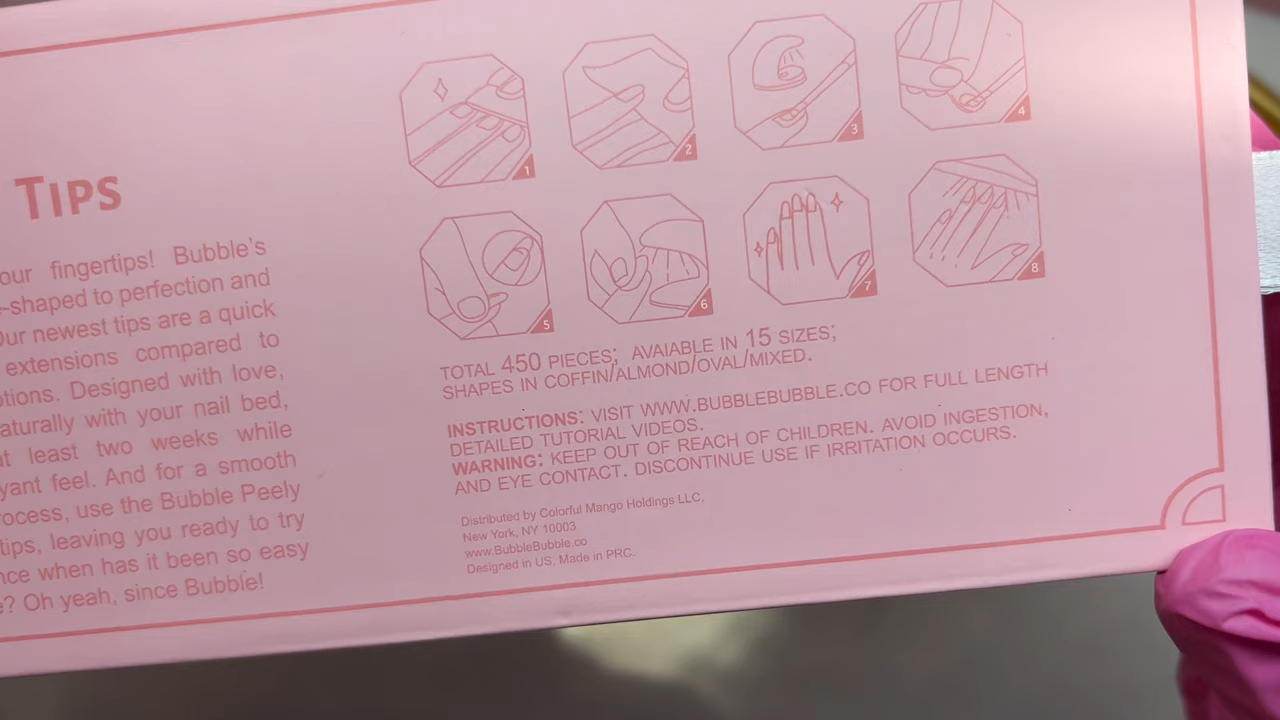 TIPS
our fingertips! Bubble's
-shaped to perfection and
Our newest tips are a quick
extensions compared to
tions. Designed with love,
aturally with your nail bed,
at least two weeks while
yant feel. And for a smooth
rocess, use the Bubble Peely
tips, leaving you ready to try
nce when has it been so easy
e? Oh yeah, since Bubble!
1
2
3
4
5
6
7
8
TOTAL 450 PIECES; AVAIABLE IN 15 SIZES;
SHAPES IN COFFIN/ALMOND/OVAL/MIXED.
INSTRUCTIONS: VISIT WWW.BUBBLEBUBBLE.CO FOR FULL LENGTH
DETAILED TUTORIAL VIDEOS.
WARNING: KEEP OUT OF REACH OF CHILDREN. AVOID INGESTION,
AND EYE CONTACT. DISCONTINUE USE IF IRRITATION OCCURS.
Distributed by Colorful Mango Holdings LLC,
New York, NY 10003
www.BubbleBubble.co
Designed in US, Made in PRC.